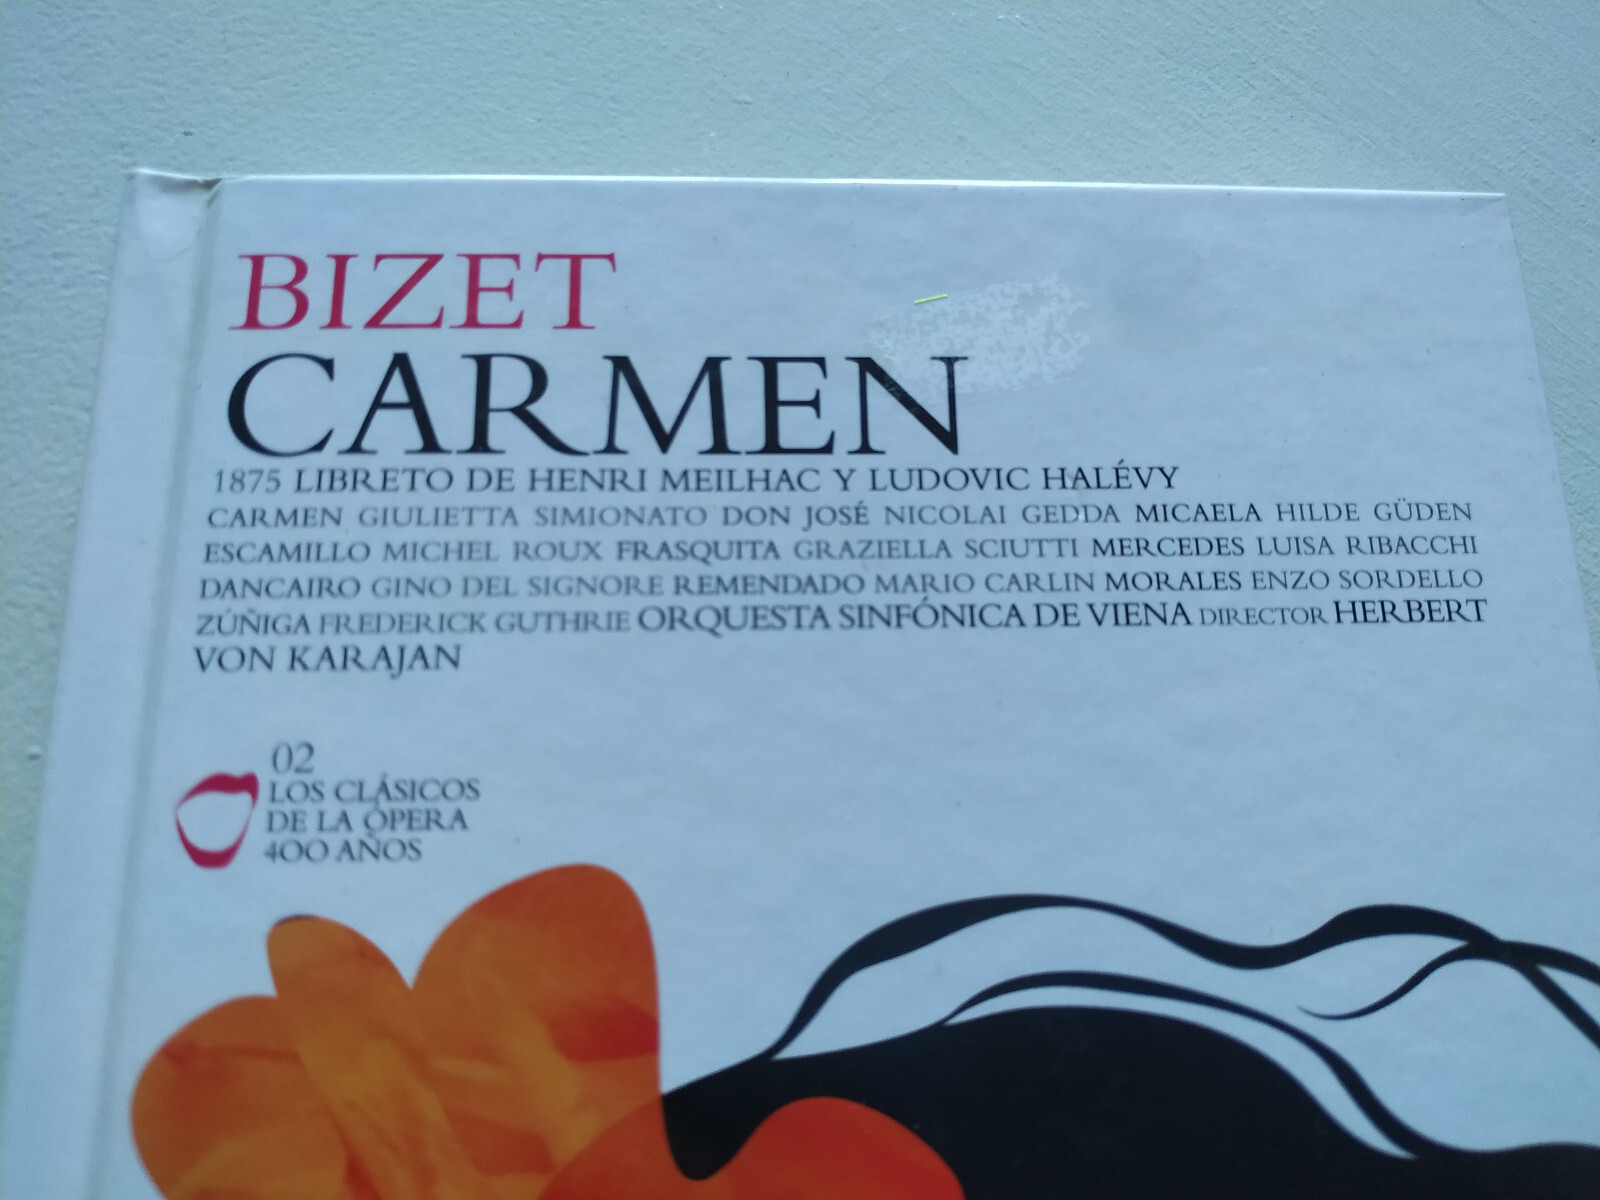 BIZET
CARMEN
1875 LIBRETO DE HENRI MEILHAC Y LUDOVIC HALÉVY
CARMEN GIULIETTA SIMIONATO DON JOSÉ NICOLAI GEDDA MICAELA HILDE GÜDEN
ESCAMILLO MICHEL ROUX FRASQUITA GRAZIELLA SCIUTTI MERCEDES LUISA RIBACCHI
DANCAIRO GINO DEL SIGNORE REMENDADO MARIO CARLIN MORALES ENZO SORDELLO
ZÚÑIGA FREDERICK GUTHRIE ORQUESTA SINFÓNICA DE VIENA DIRECTOR HERBERT
VON KARAJAN
02
LOS CLÁSICOS
DE LA ÓPERA
400 AÑOS